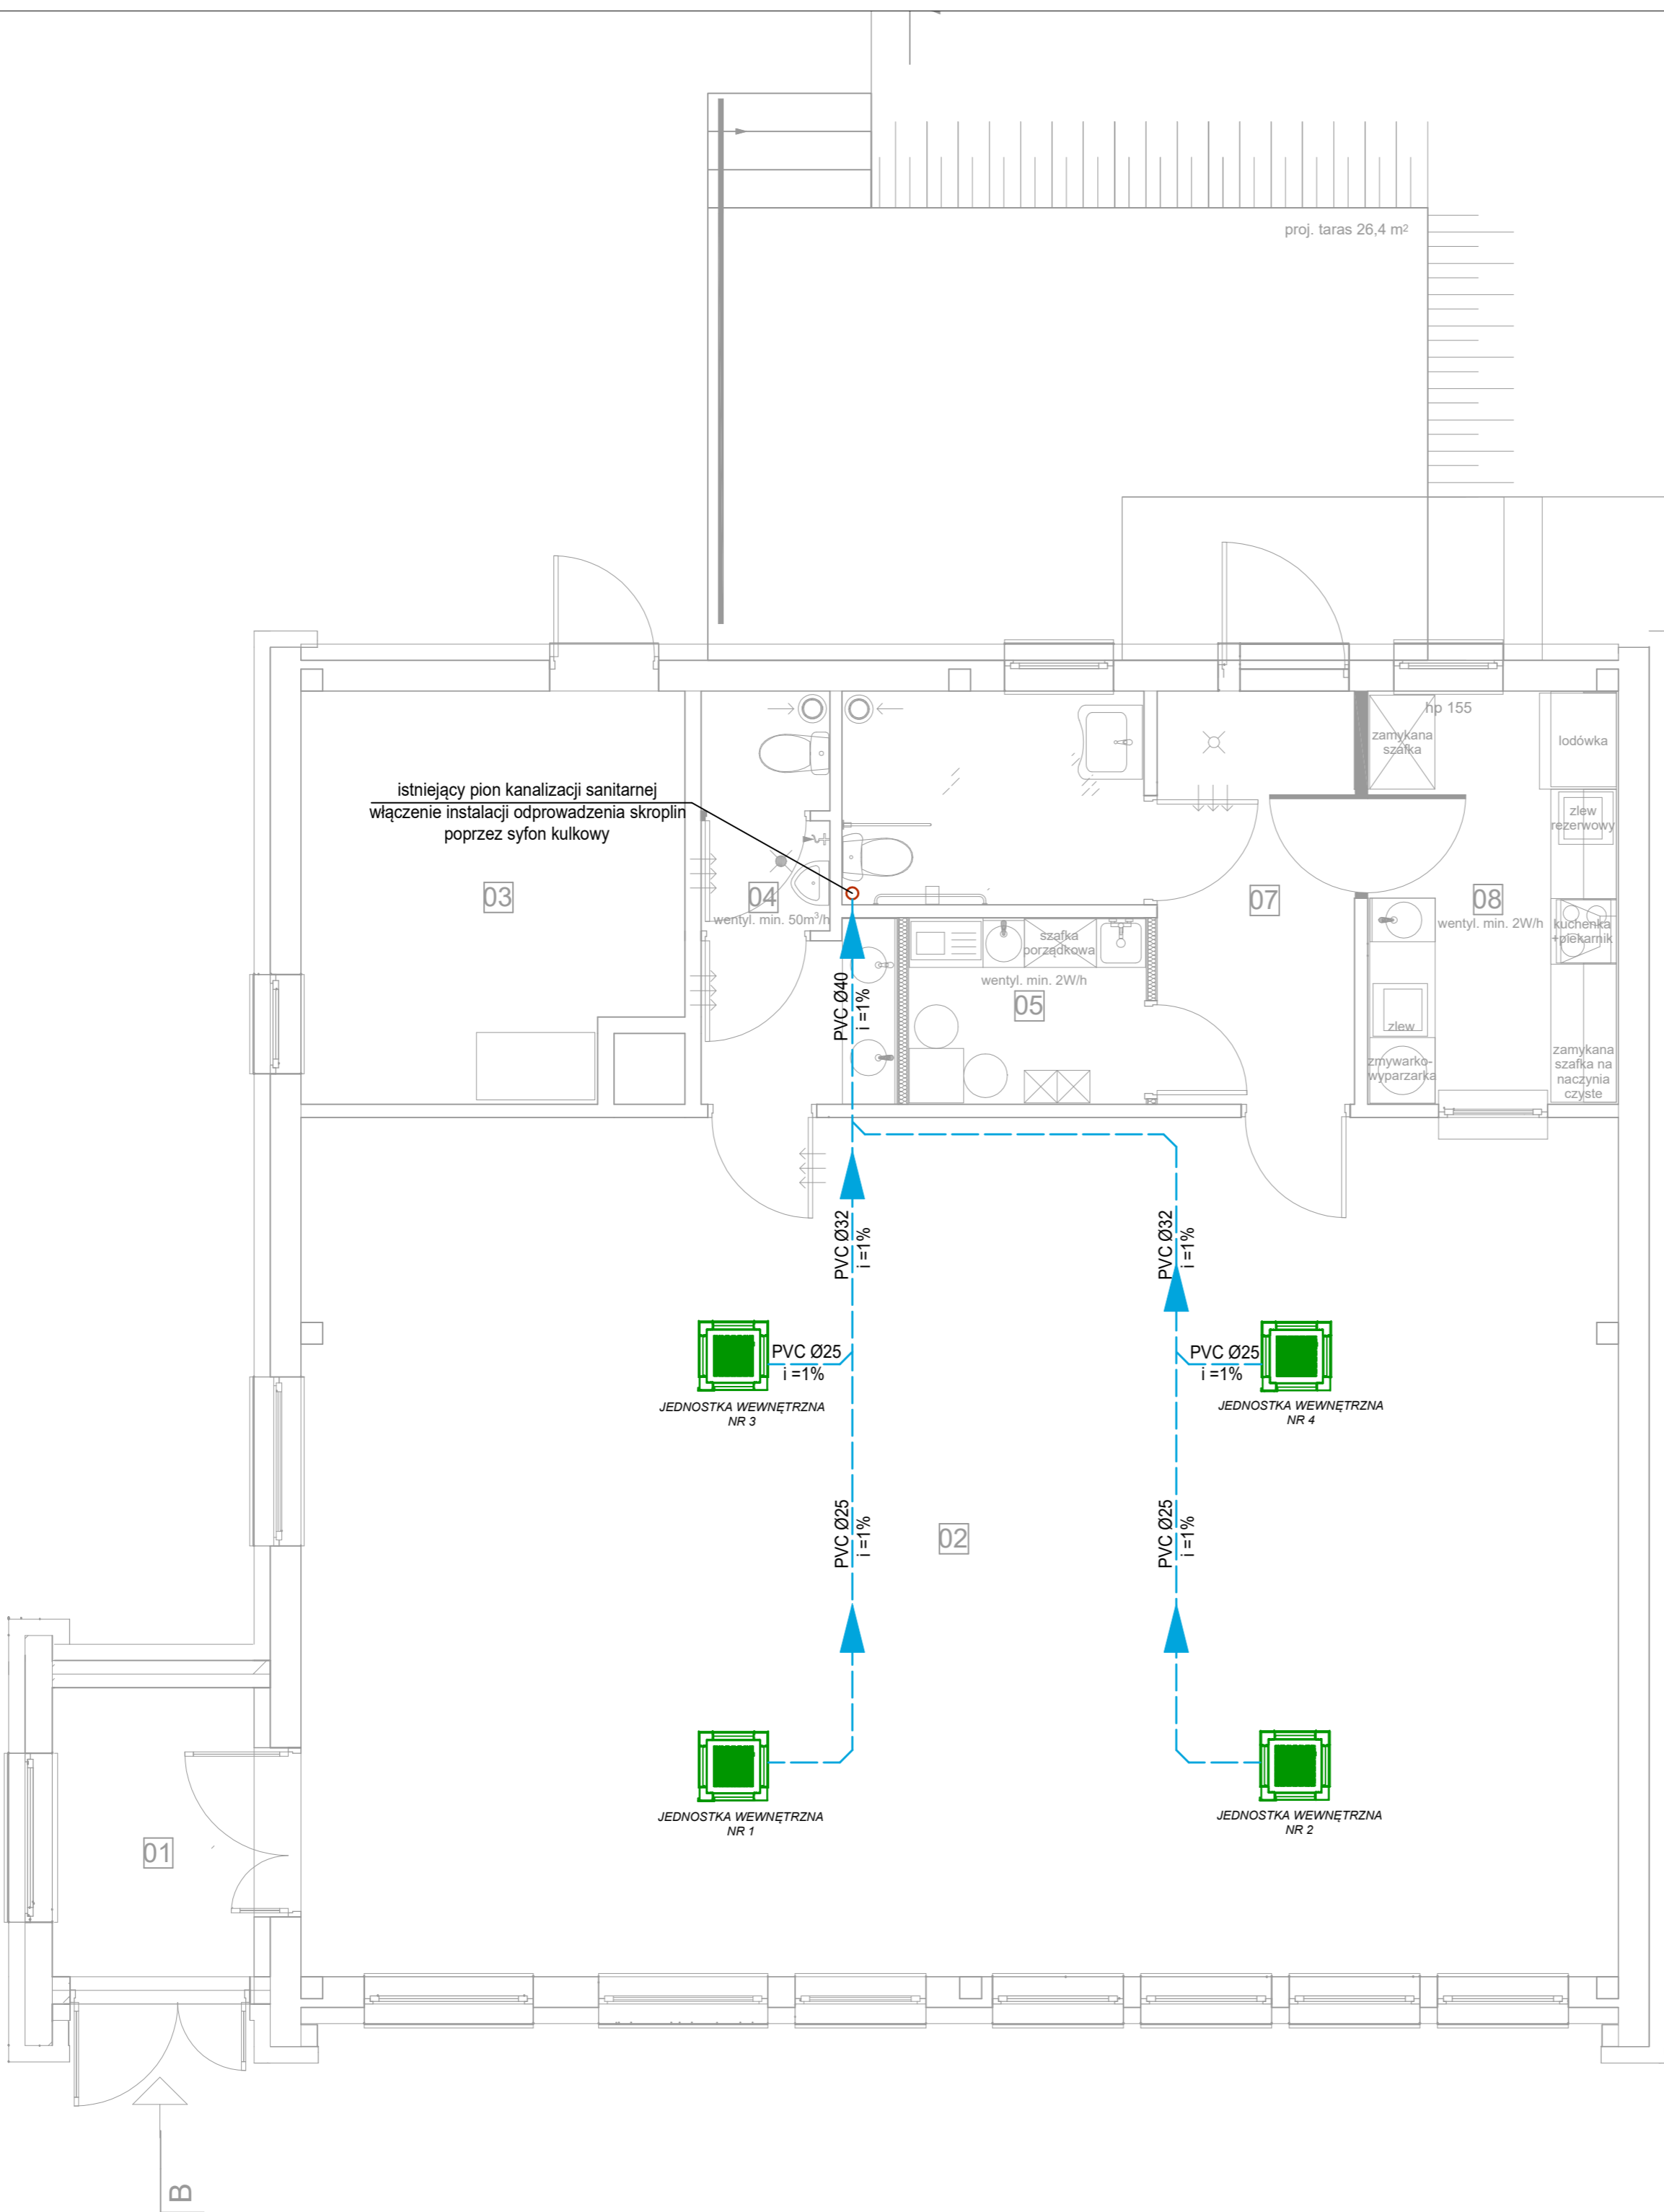 proj. taras 26,4 m²
hp 155
zamykana
szafka
lodówka
istniejący pion kanalizacji sanitarnej
włączenie instalacji odprowadzenia skroplin
poprzez syfon kulkowy
zlew
rezerwowy
03
04
wentyl. min. 50m³/h
07
08
wentyl. min. 2W/h
kuchenka
+piekarnik
szafka
porządkowa
wentyl. min. 2W/h
05
PVC Ø40
i =1%
zlew
zmywarko-
wyparzarka
zamykana
szafka na
naczynia
czyste
PVC Ø32
i =1%
PVC Ø32
i =1%
PVC Ø25
i =1%
JEDNOSTKA WEWNĘTRZNA
NR 3
PVC Ø25
i =1%
JEDNOSTKA WEWNĘTRZNA
NR 4
PVC Ø25
i =1%
02
PVC Ø25
i =1%
JEDNOSTKA WEWNĘTRZNA
NR 1
JEDNOSTKA WEWNĘTRZNA
NR 2
01
B